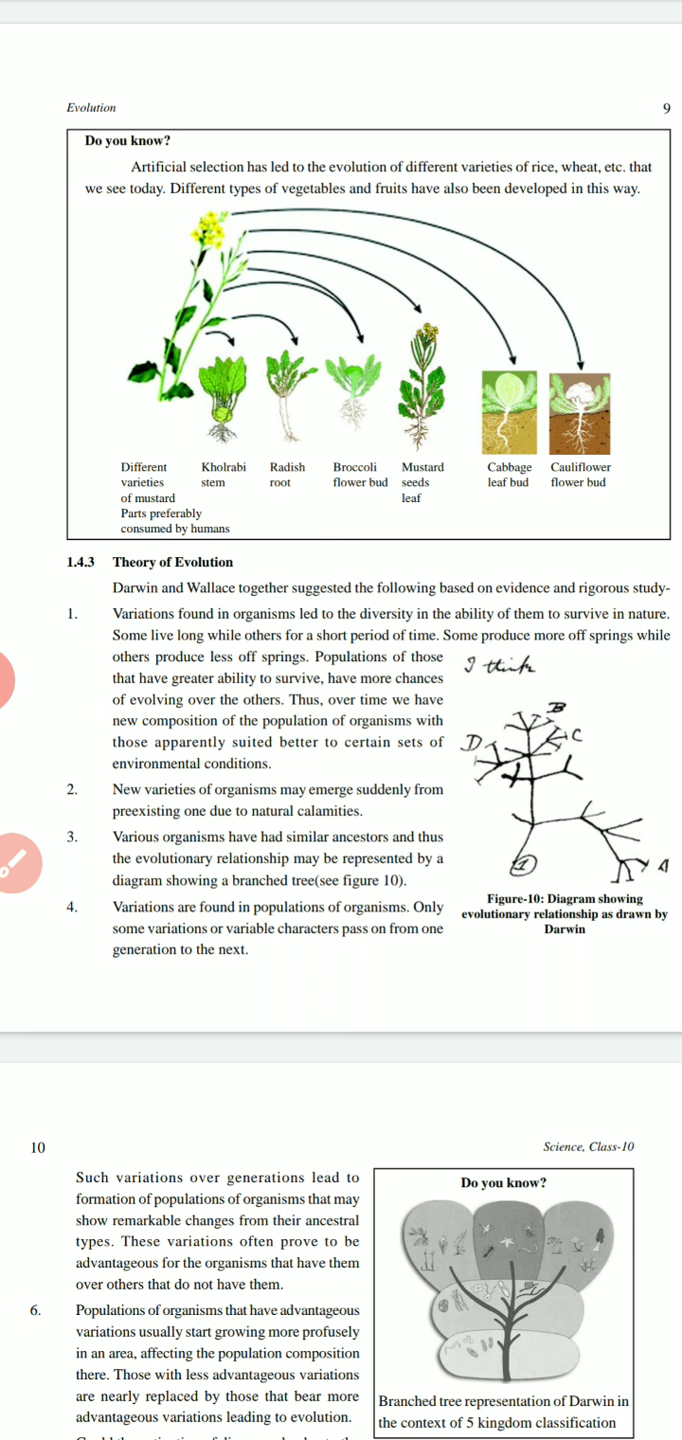 Evolution 9
Do you know?
Artificial selection has led to the evolution of different varieties of rice, wheat, etc. that
we see today. Different types of vegetables and fruits have also been developed in this way.
Different Kholrabi Radish Broccoli Mustard Cabbage Cauliflower
varieties stem root flower bud seeds leaf bud flower bud
of mustard leaf
Parts preferably
consumed by humans
1.4.3 Theory of Evolution
Darwin and Wallace together suggested the following based on evidence and rigorous study-
1. Variations found in organisms led to the diversity in the ability of them to survive in nature.
Some live long while others for a short period of time. Some produce more off springs while
others produce less off springs. Populations of those
that have greater ability to survive, have more chances
of evolving over the others. Thus, over time we have
new composition of the population of organisms with
those apparently suited better to certain sets of
environmental conditions.
2. New varieties of organisms may emerge suddenly from
preexisting one due to natural calamities.
3. Various organisms have had similar ancestors and thus
the evolutionary relationship may be represented by a
diagram showing a branched tree(see figure 10).
4. Variations are found in populations of organisms. Only
some variations or variable characters pass on from one
generation to the next.
I think
B
C
D
A
1
Figure-10: Diagram showing
evolutionary relationship as drawn by
Darwin
10 Science, Class-10
Such variations over generations lead to
formation of populations of organisms that may
show remarkable changes from their ancestral
types. These variations often prove to be
advantageous for the organisms that have them
over others that do not have them.
6. Populations of organisms that have advantageous
variations usually start growing more profusely
in an area, affecting the population composition
there. Those with less advantageous variations
are nearly replaced by those that bear more
advantageous variations leading to evolution.
Do you know?
Branched tree representation of Darwin in
the context of 5 kingdom classification